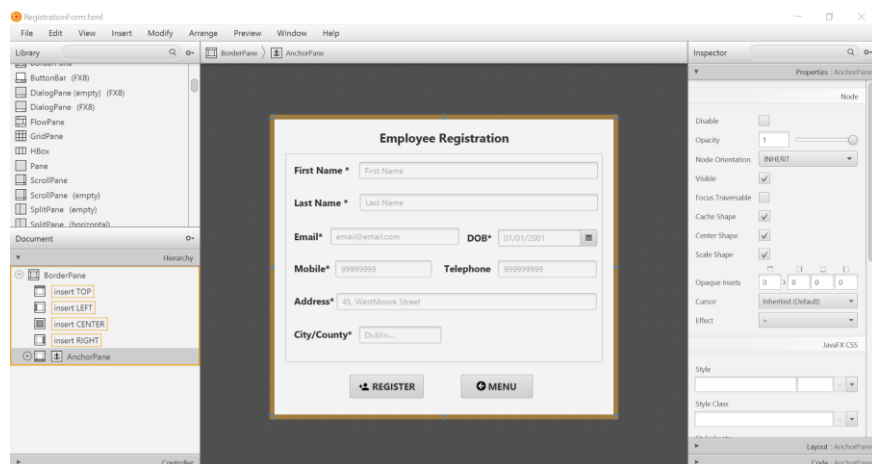 RegistrationForm.fxml
File Edit View Insert Modify Arrange Preview Window Help
Library
BorderPane > AnchorPane
Inspector
ButtonBar (FX8)
DialogPane (empty) (FX8)
DialogPane (FX8)
FlowPane
GridPane
HBox
Pane
ScrollPane
ScrollPane (empty)
SplitPane (empty)
SplitPane (horizontal)
Document
Hierarchy
BorderPane
insert TOP
insert LEFT
insert CENTER
insert RIGHT
AnchorPane
Controller
Employee Registration
First Name * First Name
Last Name * Last Name
Email* email@email.com DOB* 01/01/2001
Mobile* 99999999 Telephone 999999999
Address* 45, WestMoore Street
City/County* Dublin...
REGISTER MENU
Properties : AnchorPane
Node
Disable
Opacity 1
Node Orientation INHERIT
Visible
Focus Traversable
Cache Shape
Center Shape
Scale Shape
Opaque Insets 0 0 0 0
Cursor Inherited (Default)
Effect +
JavaFX CSS
Style
Style Class
Layout : AnchorPane
Code : AnchorPane